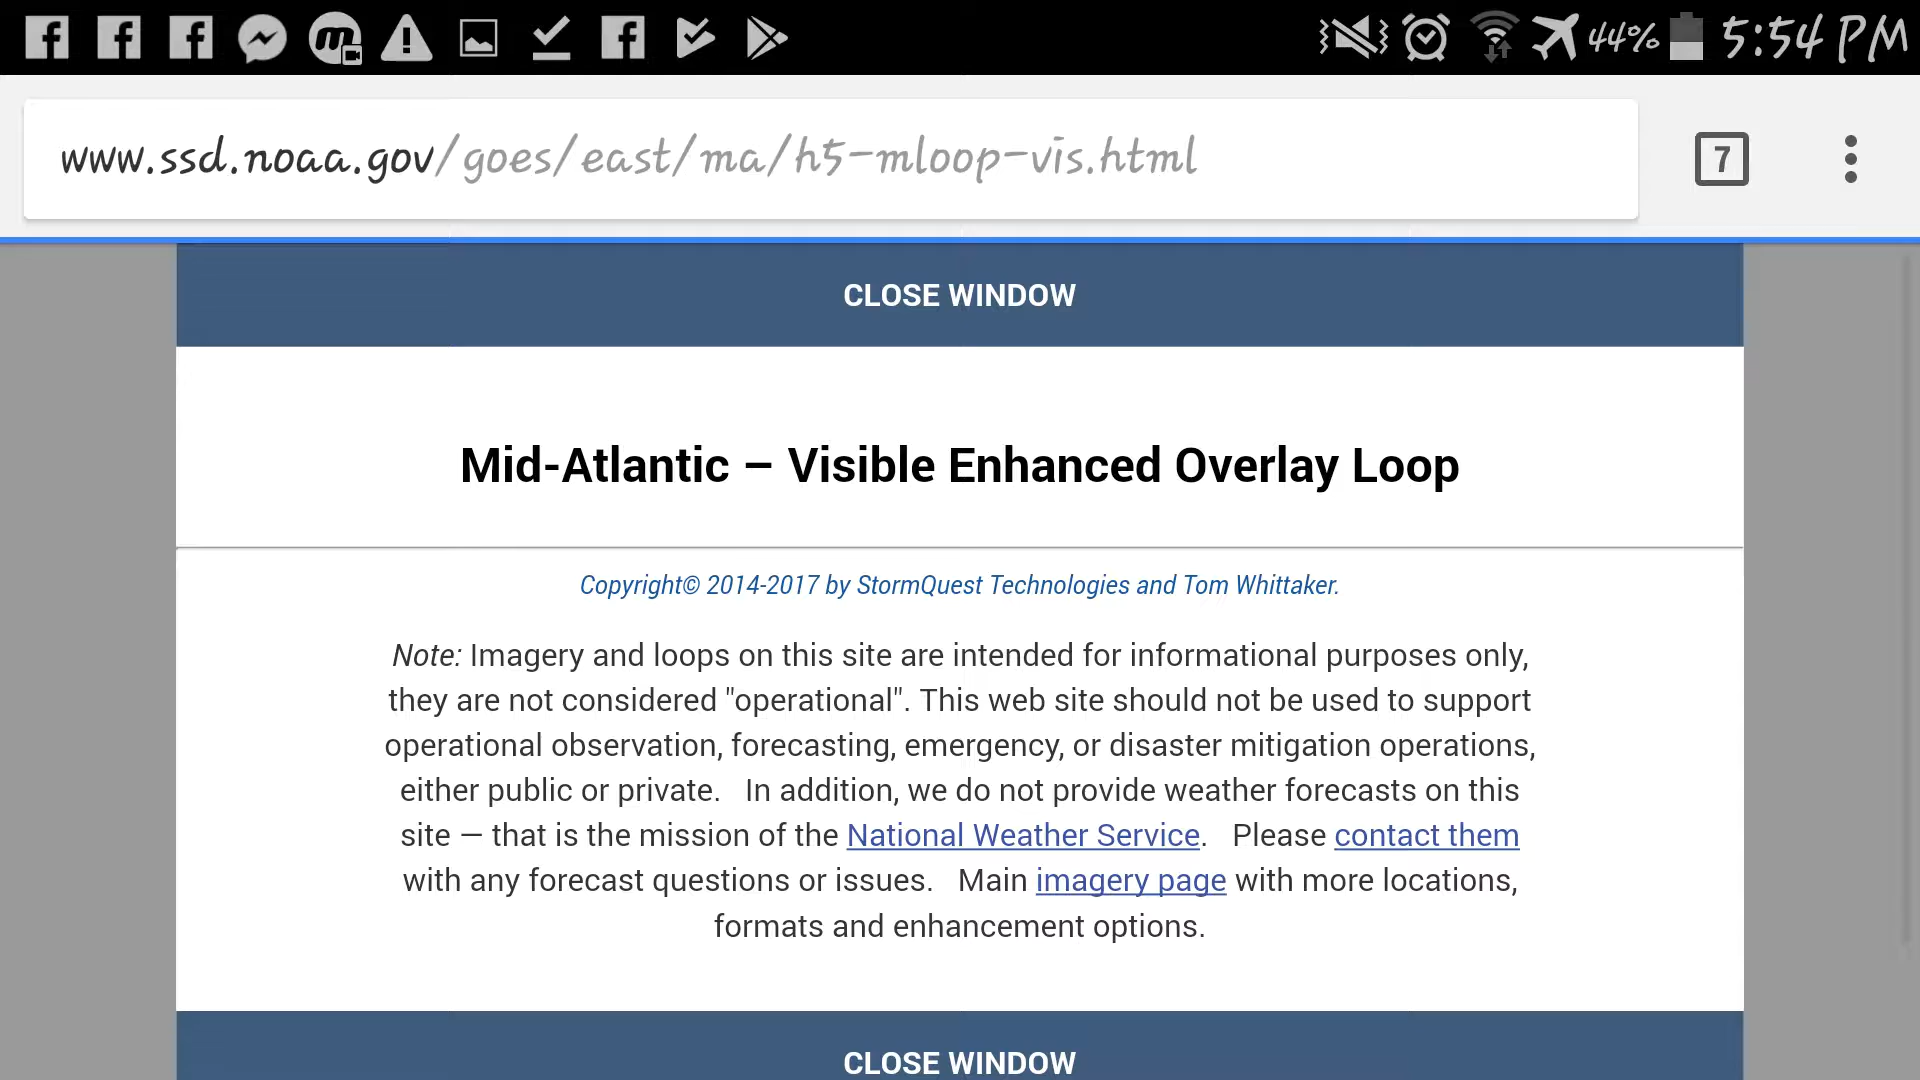 44% 5:54 PM
www.ssd.noaa.gov/goes/east/ma/h5-mloop-vis.html
7
CLOSE WINDOW
Mid-Atlantic – Visible Enhanced Overlay Loop
Copyright© 2014-2017 by StormQuest Technologies and Tom Whittaker.
Note: Imagery and loops on this site are intended for informational purposes only,
they are not considered "operational". This web site should not be used to support
operational observation, forecasting, emergency, or disaster mitigation operations,
either public or private. In addition, we do not provide weather forecasts on this
site — that is the mission of the National Weather Service. Please contact them
with any forecast questions or issues. Main imagery page with more locations,
formats and enhancement options.
CLOSE WINDOW